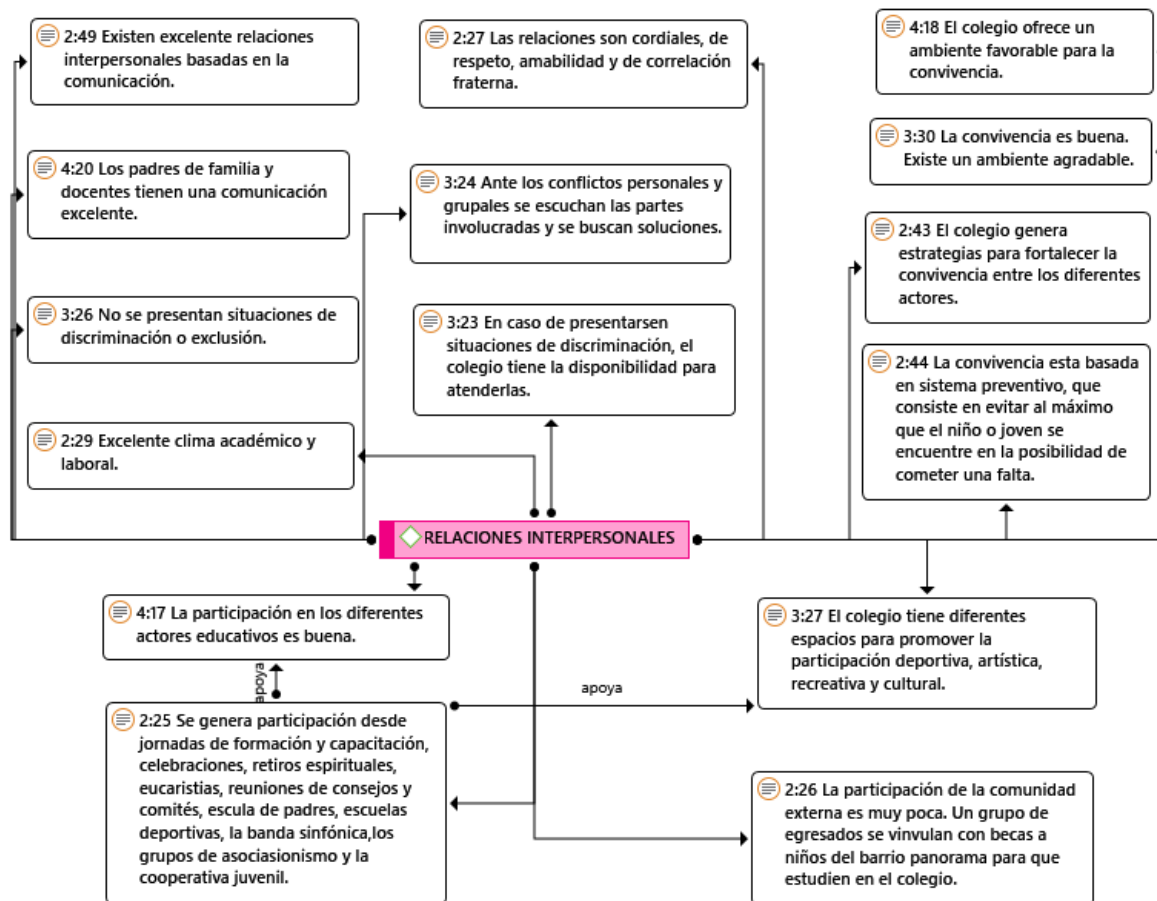 2:49 Existen excelente relaciones
interpersonales basadas en la
comunicación.
2:27 Las relaciones son cordiales, de
respeto, amabilidad y de correlación
fraterna.
4:18 El colegio ofrece un
ambiente favorable para la
convivencia.
3:30 La convivencia es buena.
Existe un ambiente agradable.
4:20 Los padres de familia y
docentes tienen una comunicación
excelente.
3:24 Ante los conflictos personales y
grupales se escuchan las partes
involucradas y se buscan soluciones.
2:43 El colegio genera
estrategias para fortalecer la
convivencia entre los diferentes
actores.
3:26 No se presentan situaciones de
discriminación o exclusión.
3:23 En caso de presentarsen
situaciones de discriminación, el
colegio tiene la disponibilidad para
atenderlas.
2:44 La convivencia esta basada
en sistema preventivo, que
consiste en evitar al máximo
que el niño o joven se
encuentre en la posibilidad de
cometer una falta.
2:29 Excelente clima académico y
laboral.
RELACIONES INTERPERSONALES
4:17 La participación en los diferentes
actores educativos es buena.
3:27 El colegio tiene diferentes
espacios para promover la
participación deportiva, artística,
recreativa y cultural.
apoya
apoya
2:25 Se genera participación desde
jornadas de formación y capacitación,
celebraciones, retiros espirituales,
eucaristias, reuniones de consejos y
comités, escula de padres, escuelas
deportivas, la banda sinfónica,los
grupos de asociasionismo y la
cooperativa juvenil.
2:26 La participación de la comunidad
externa es muy poca. Un grupo de
egresados se vinvulan con becas a
niños del barrio panorama para que
estudien en el colegio.